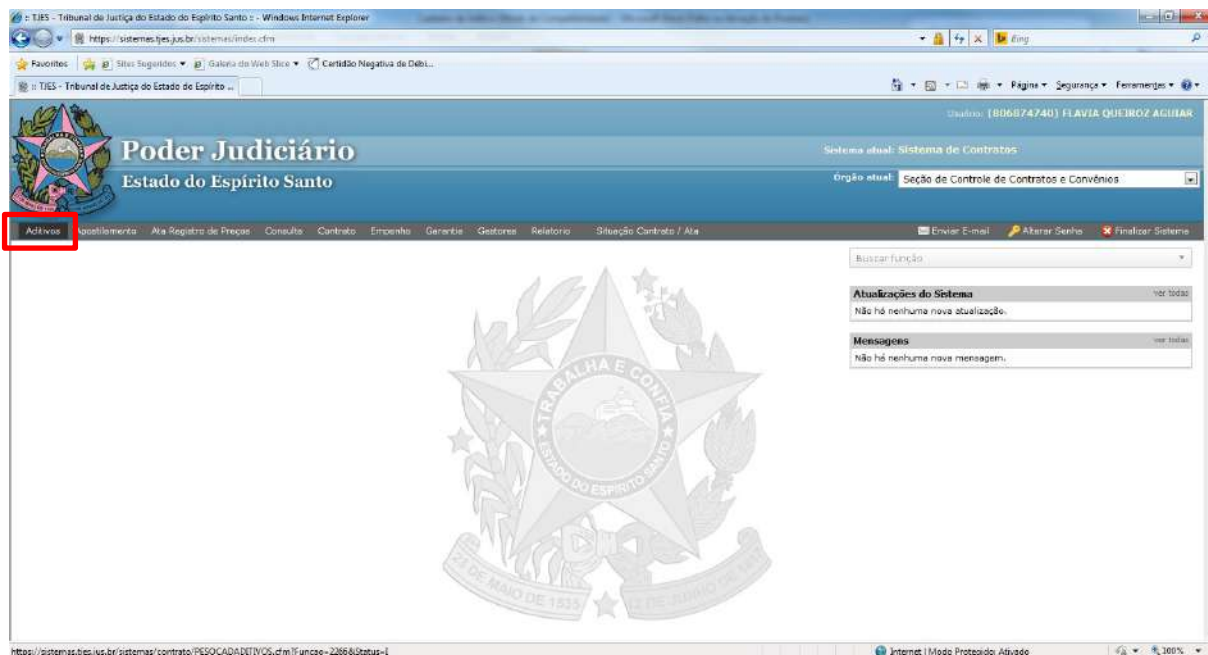 :: TJES - Tribunal de Justiça do Estado do Espírito Santo :: - Windows Internet Explorer
https://sistemas.tjes.jus.br/sistemas/index.cfm
Bing
Favoritos Sites Sugeridos Galeria do Web Slice Certidão Negativa de Débi...
:: TJES - Tribunal de Justiça do Estado do Espírito ...
Página Segurança Ferramentas
Usuário: [806874740] FLAVIA QUEIROZ AGUIAR
Poder Judiciário
Sistema atual: Sistema de Contratos
Estado do Espírito Santo
Órgão atual: Seção de Controle de Contratos e Convênios
Aditivos Apostilamento Ata Registro de Preços Consulta Contrato Empenho Garantia Gestores Relatorio Situação Contrato / Ata Enviar E-mail Alterar Senha Finalizar Sistema
Buscar função
Atualizações do Sistema ver todas
Não há nenhuma nova atualização.
Mensagens ver todas
Não há nenhuma nova mensagem.
TRABALHA E CONFIA
ESTADO DO ESPIRITO SANTO
23 DE MAIO DE 1535
12 DE JUNHO DE
https://sistemas.tjes.jus.br/sistemas/contrato/PESOCADADITIVOS.cfm?Funcao=2266&Status=I
Internet | Modo Protegido: Ativado
100%